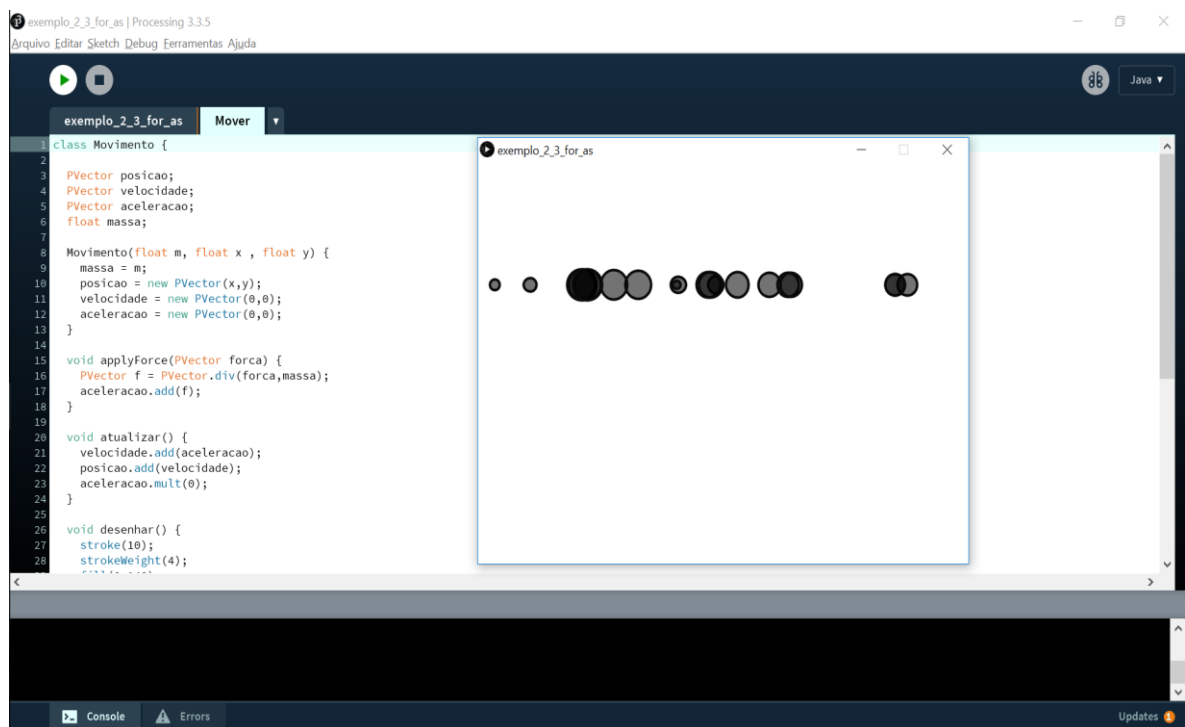 exemplo_2_3_for_as | Processing 3.3.5
Arquivo Editar Sketch Debug Ferramentas Ajuda
Java ▼
exemplo_2_3_for_as Mover ▼
1 class Movimento {
2
3 PVector posicao;
4 PVector velocidade;
5 PVector aceleracao;
6 float massa;
7
8 Movimento(float m, float x , float y) {
9 massa = m;
10 posicao = new PVector(x,y);
11 velocidade = new PVector(0,0);
12 aceleracao = new PVector(0,0);
13 }
14
15 void applyForce(PVector forca) {
16 PVector f = PVector.div(forca,massa);
17 aceleracao.add(f);
18 }
19
20 void atualizar() {
21 velocidade.add(aceleracao);
22 posicao.add(velocidade);
23 aceleracao.mult(0);
24 }
25
26 void desenhar() {
27 stroke(10);
28 strokeWeight(4);
exemplo_2_3_for_as
Console Errors
Updates 1